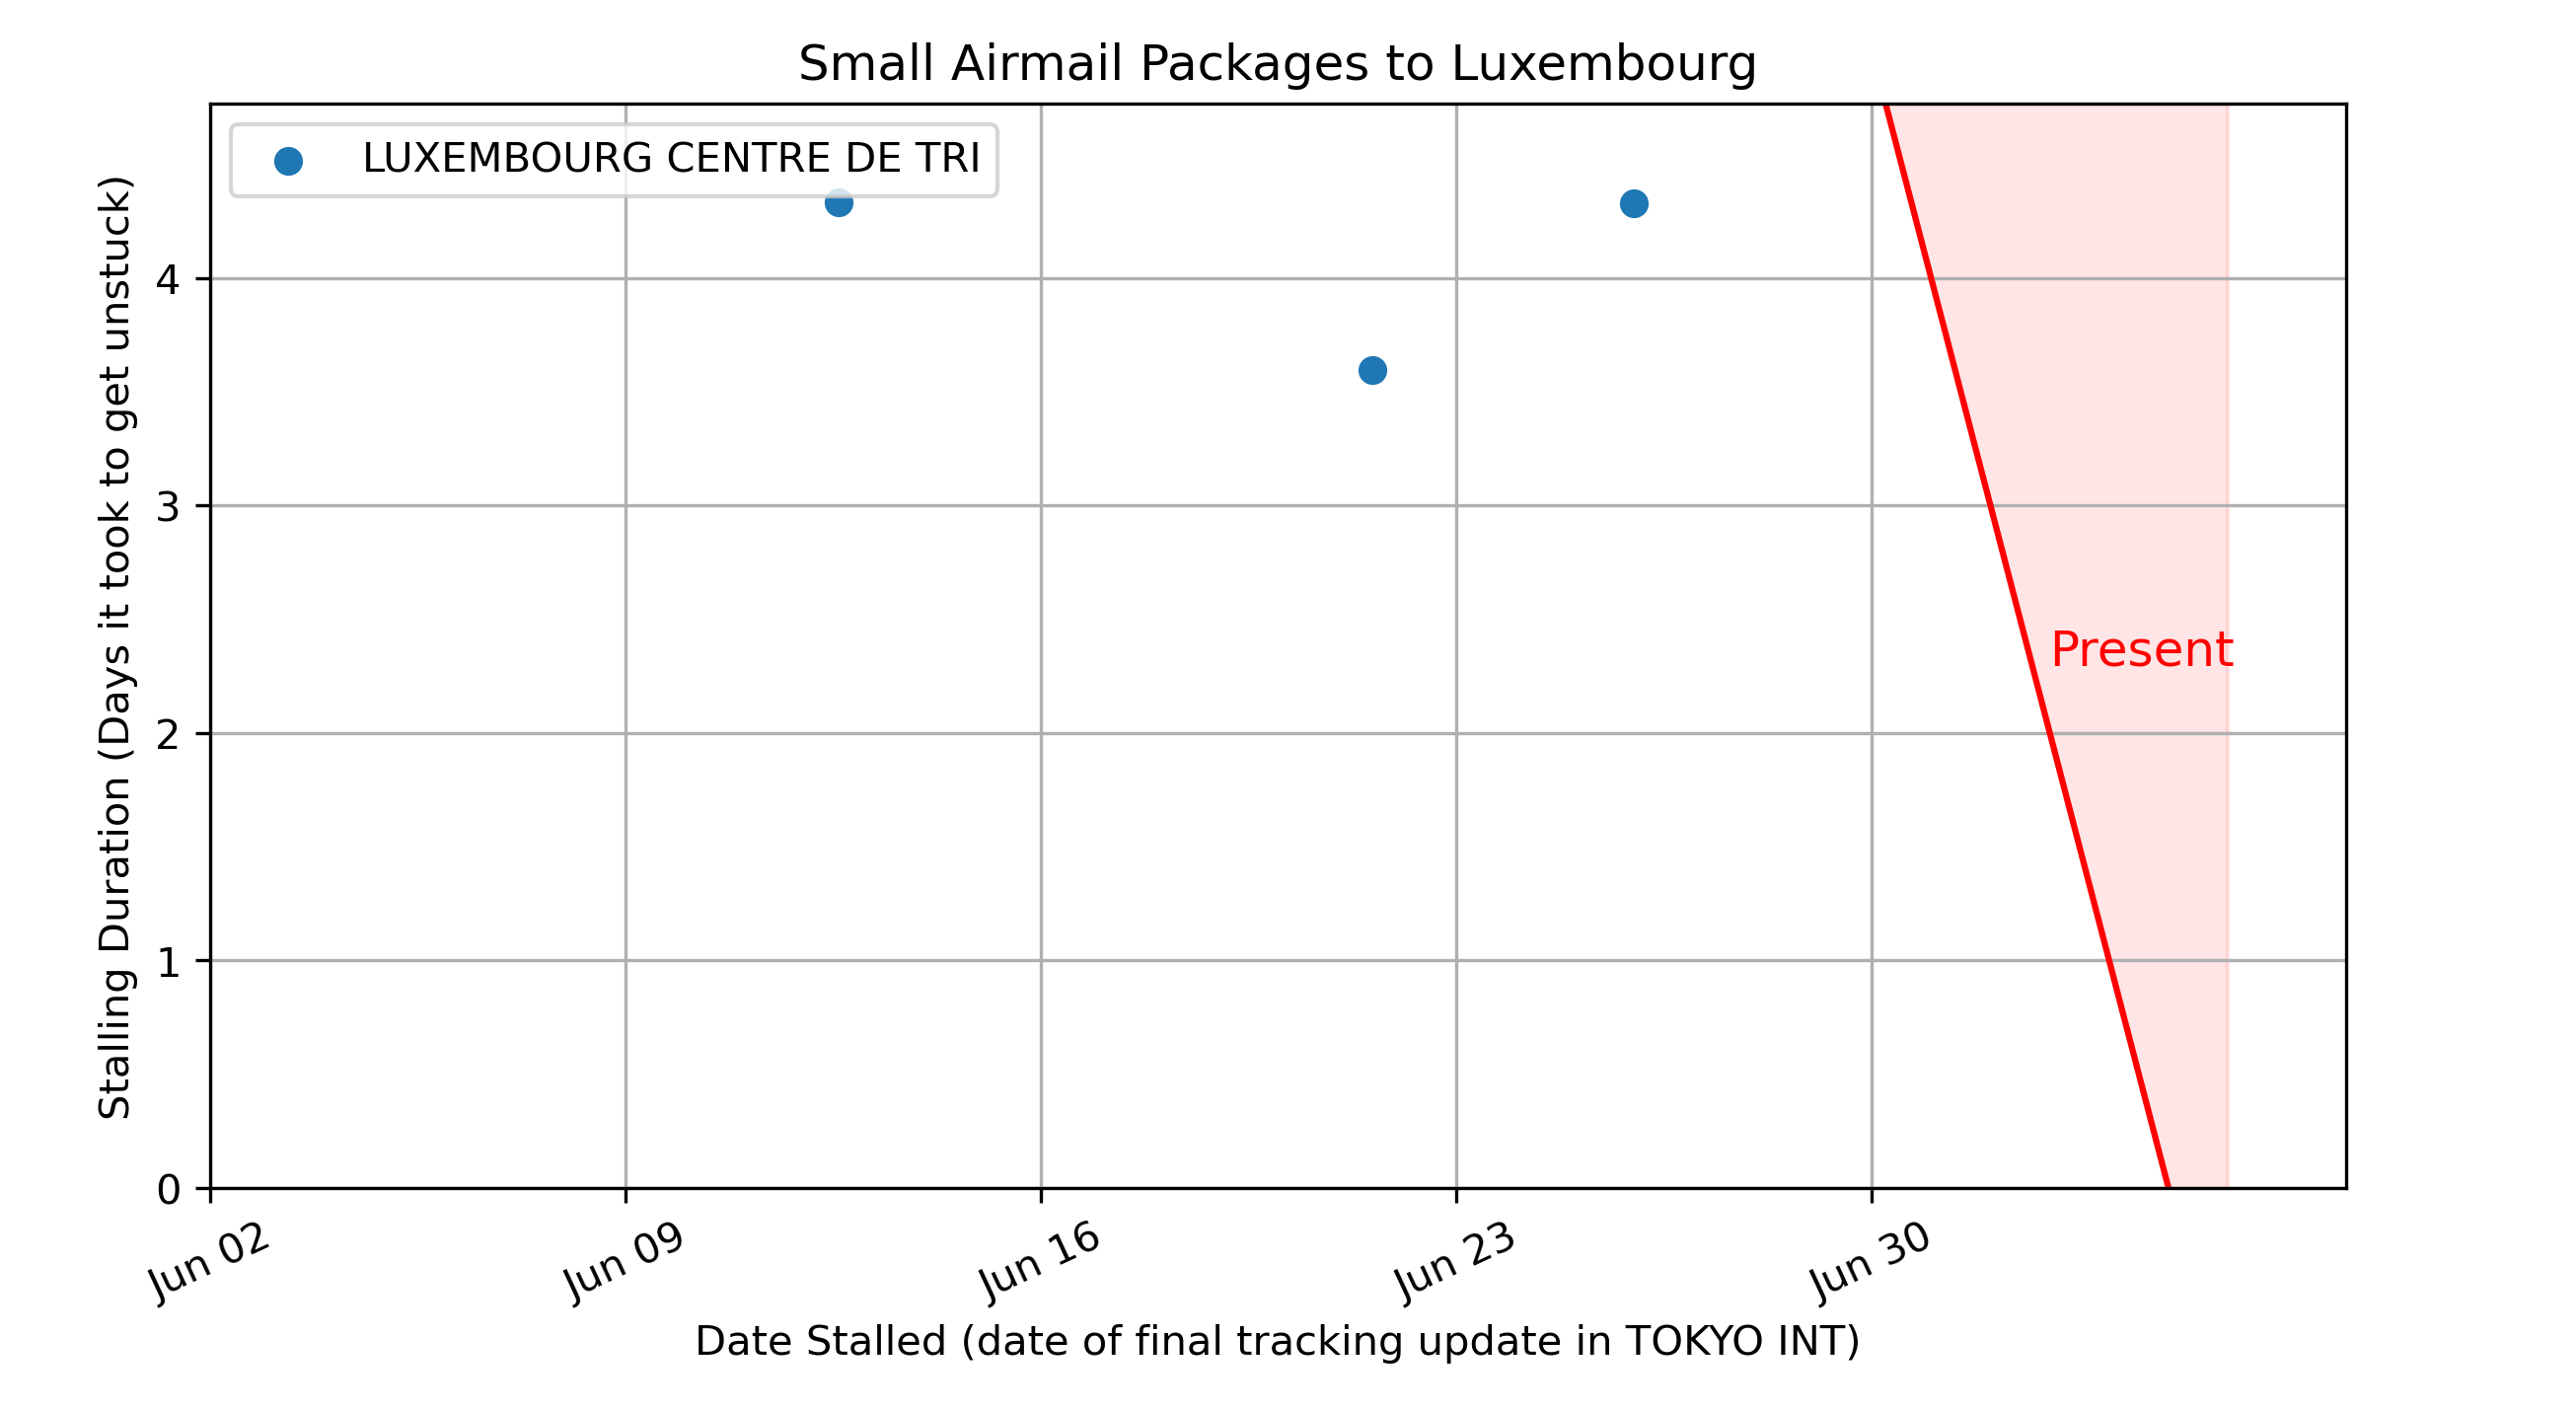 Small Airmail Packages to Luxembourg
LUXEMBOURG CENTRE DE TRI
Stalling Duration (Days it took to get unstuck)
4
3
2
1
0
Present
Jun 02
Jun 09
Jun 16
Jun 23
Jun 30
Date Stalled (date of final tracking update in TOKYO INT)